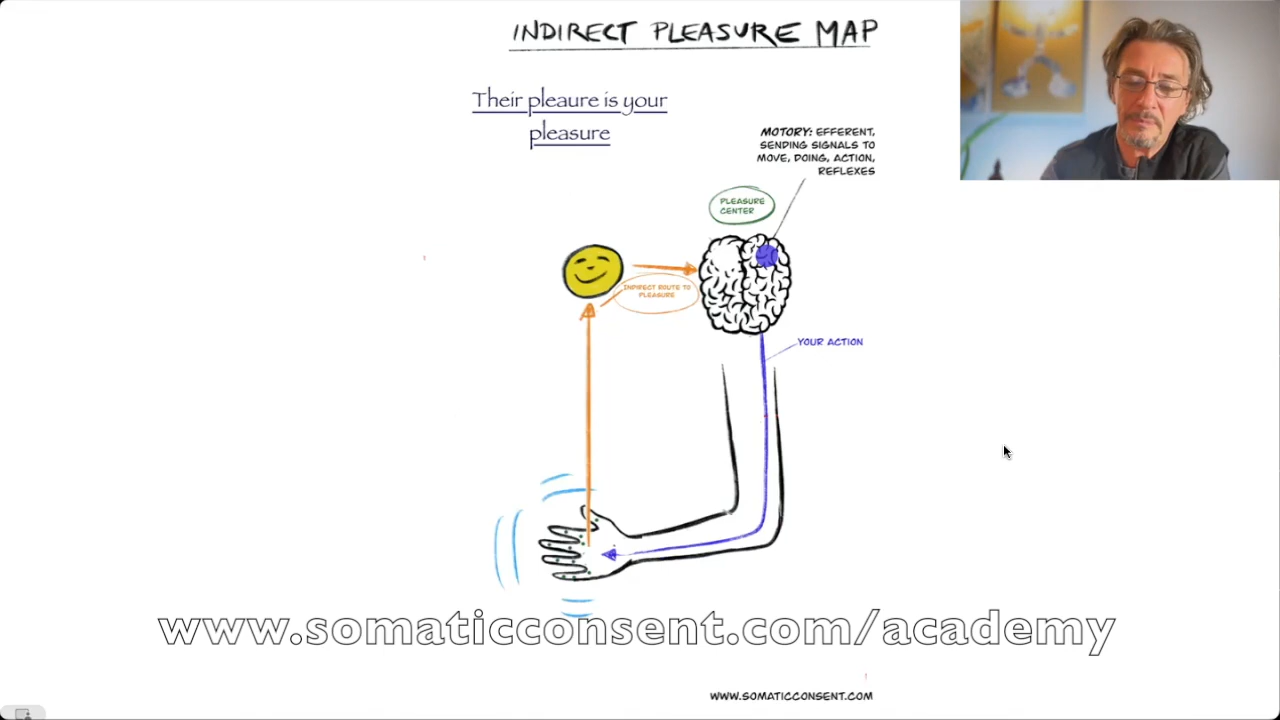 INDIRECT PLEASURE MAP
Their pleaure is your
pleasure
MOTORY: EFFERENT,
SENDING SIGNALS TO
MOVE, DOING, ACTION,
REFLEXES
PLEASURE
CENTER
INDIRECT ROUTE TO
PLEASURE
YOUR ACTION
www.somaticconsent.com/academy
WWW.SOMATICCONSENT.COM